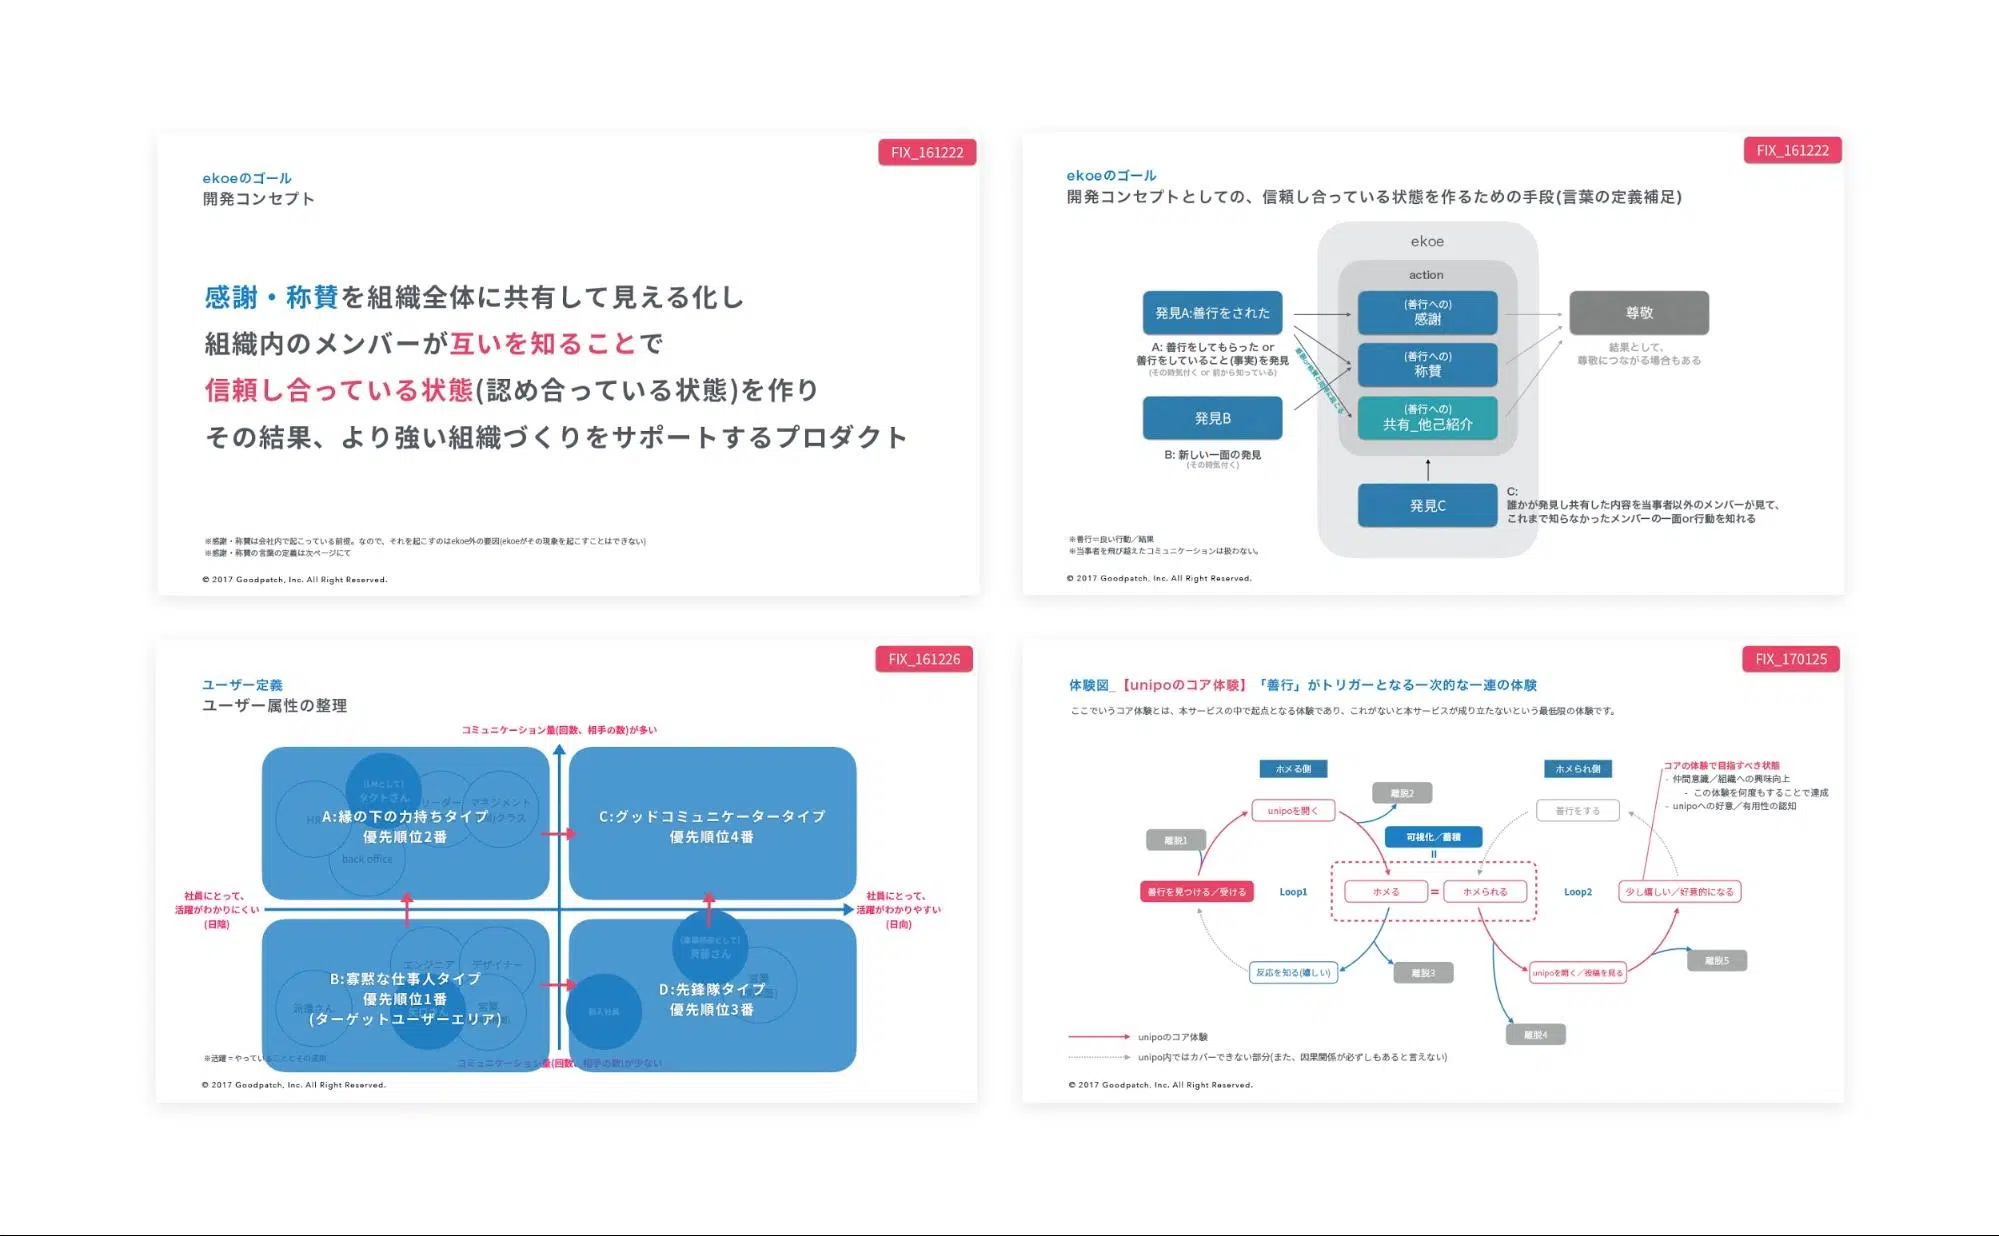 FIX_161222
ekoeのゴール
開発コンセプト
感謝・称賛を組織全体に共有して見える化し
組織内のメンバーが互いを知ることで
信頼し合っている状態(認め合っている状態)を作り
その結果、より強い組織づくりをサポートするプロダクト
※感謝・称賛は会社内で起こっている前提。なので、それを起こすのはekoe外の要因(ekoeがその現象を起こすことはできない)
※感謝・称賛の言葉の定義は次ページにて
© 2017 Goodpatch, Inc. All Right Reserved.
FIX_161222
ekoeのゴール
開発コンセプトとしての、信頼し合っている状態を作るための手段(言葉の定義補足)
ekoe
action
発見A:善行をされた
A: 善行をしてもらった or
善行をしていること(事実)を発見
(その時気付く or 前から知っている)
発見B
B: 新しい一面の発見
(その時気付く)
(善行への)
感謝
(善行への)
称賛
(善行への)
共有_他己紹介
尊敬
結果として、
尊敬につながる場合もある
発見C
C:
誰かが発見し共有した内容を当事者以外のメンバーが見て、
これまで知らなかったメンバーの一面or行動を知れる
※善行＝良い行動／結果
※当事者を飛び越えたコミュニケーションは扱わない。
© 2017 Goodpatch, Inc. All Right Reserved.
FIX_161226
ユーザー定義
ユーザー属性の整理
コミュニケーション量(回数、相手の数)が多い
(LMとして)
タクトさん
HR
リーダー
マネジメント
back office
A:縁の下の力持ちタイプ
優先順位2番
C:グッドコミュニケータータイプ
優先順位4番
社員にとって、
活躍がわかりにくい
(日陰)
社員にとって、
活躍がわかりやすい
(日向)
エンジニア
デザイナー
営業
B:寡黙な仕事人タイプ
優先順位1番
(ターゲットユーザーエリア)
斉藤さん
新入社員
営業
D:先鋒隊タイプ
優先順位3番
コミュニケーション量(回数、相手の数)が少ない
© 2017 Goodpatch, Inc. All Right Reserved.
FIX_170125
体験図_【unipoのコア体験】「善行」がトリガーとなる一次的な一連の体験
ここでいうコア体験とは、本サービスの中で起点となる体験であり、これがないと本サービスが成り立たないという最低限の体験です。
ホメる側
ホメられ側
コアの体験で目指すべき状態
- 仲間意識／組織への興味向上
- この体験を何度もすることで達成
- unipoへの好意／有用性の認知
離脱2
unipoを開く
善行をする
離脱1
可視化／蓄積
善行を見つける／受ける
Loop1
ホメる
=
ホメられる
Loop2
少し嬉しい／好意的になる
反応を知る(嬉しい)
離脱3
unipoを開く／投稿を見る
離脱5
離脱4
unipoのコア体験
unipo内ではカバーできない部分(また、因果関係が必ずしもあると言えない)
© 2017 Goodpatch, Inc. All Right Reserved.